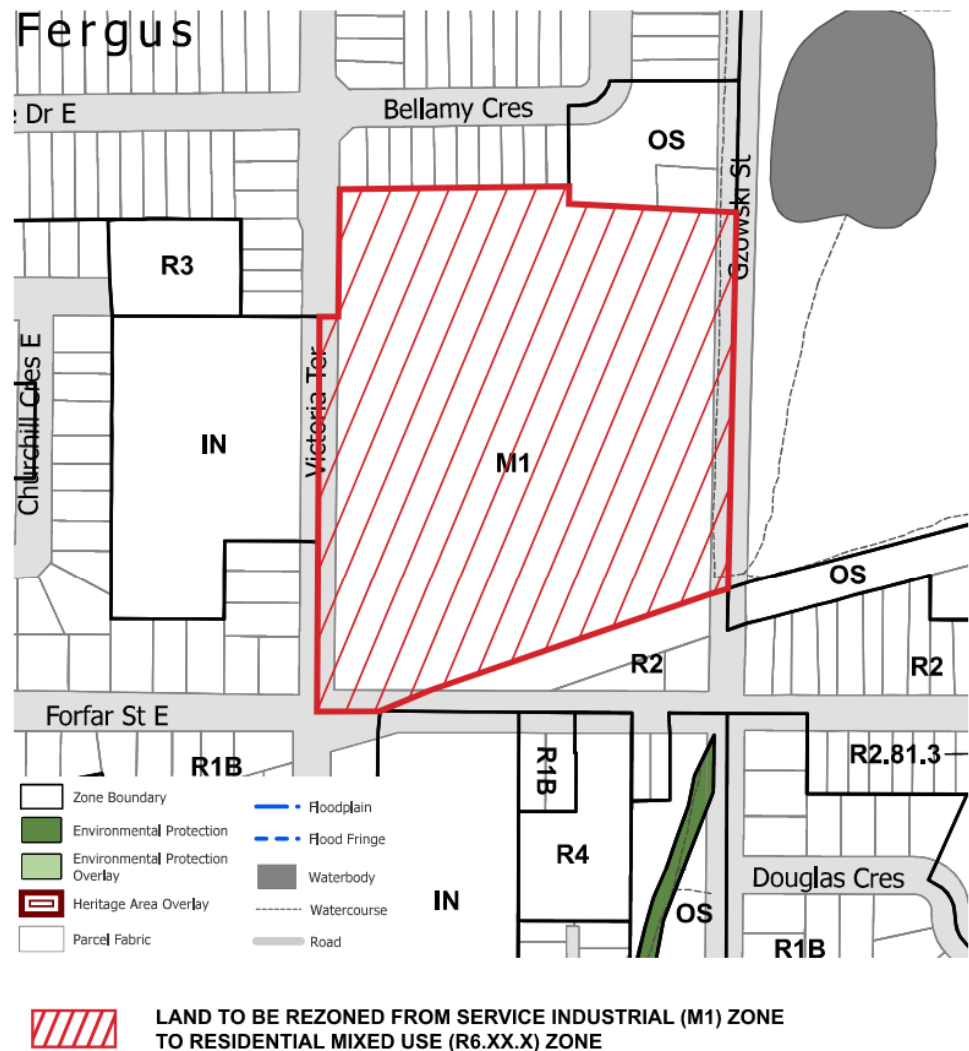 Fergus
e Dr E
Bellamy Cres
OS
Gzowski St
R3
Churchill Cres E
IN
Victoria Ter
M1
OS
R2
R2
Forfar St E
R1B
R1B
R2.81.3
R4
Douglas Cres
IN
OS
R1B
Zone Boundary
Environmental Protection
Environmental Protection
Overlay
Heritage Area Overlay
Parcel Fabric
Floodplain
Flood Fringe
Waterbody
Watercourse
Road
LAND TO BE REZONED FROM SERVICE INDUSTRIAL (M1) ZONE
TO RESIDENTIAL MIXED USE (R6.XX.X) ZONE